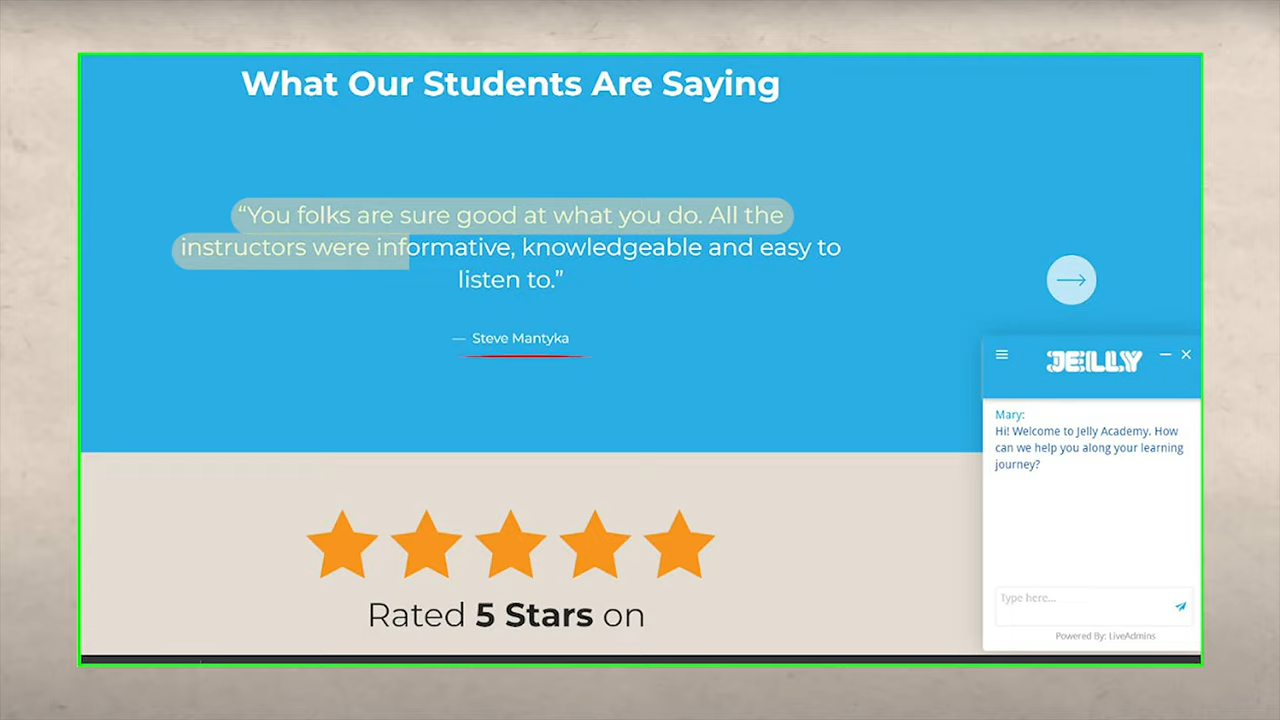 What Our Students Are Saying
“You folks are sure good at what you do. All the
instructors were informative, knowledgeable and easy to
listen to.”
— Steve Mantyka
JELLY
Mary:
Hi! Welcome to Jelly Academy. How
can we help you along your learning
journey?
Type here...
Powered By: LiveAdmins
Rated 5 Stars on